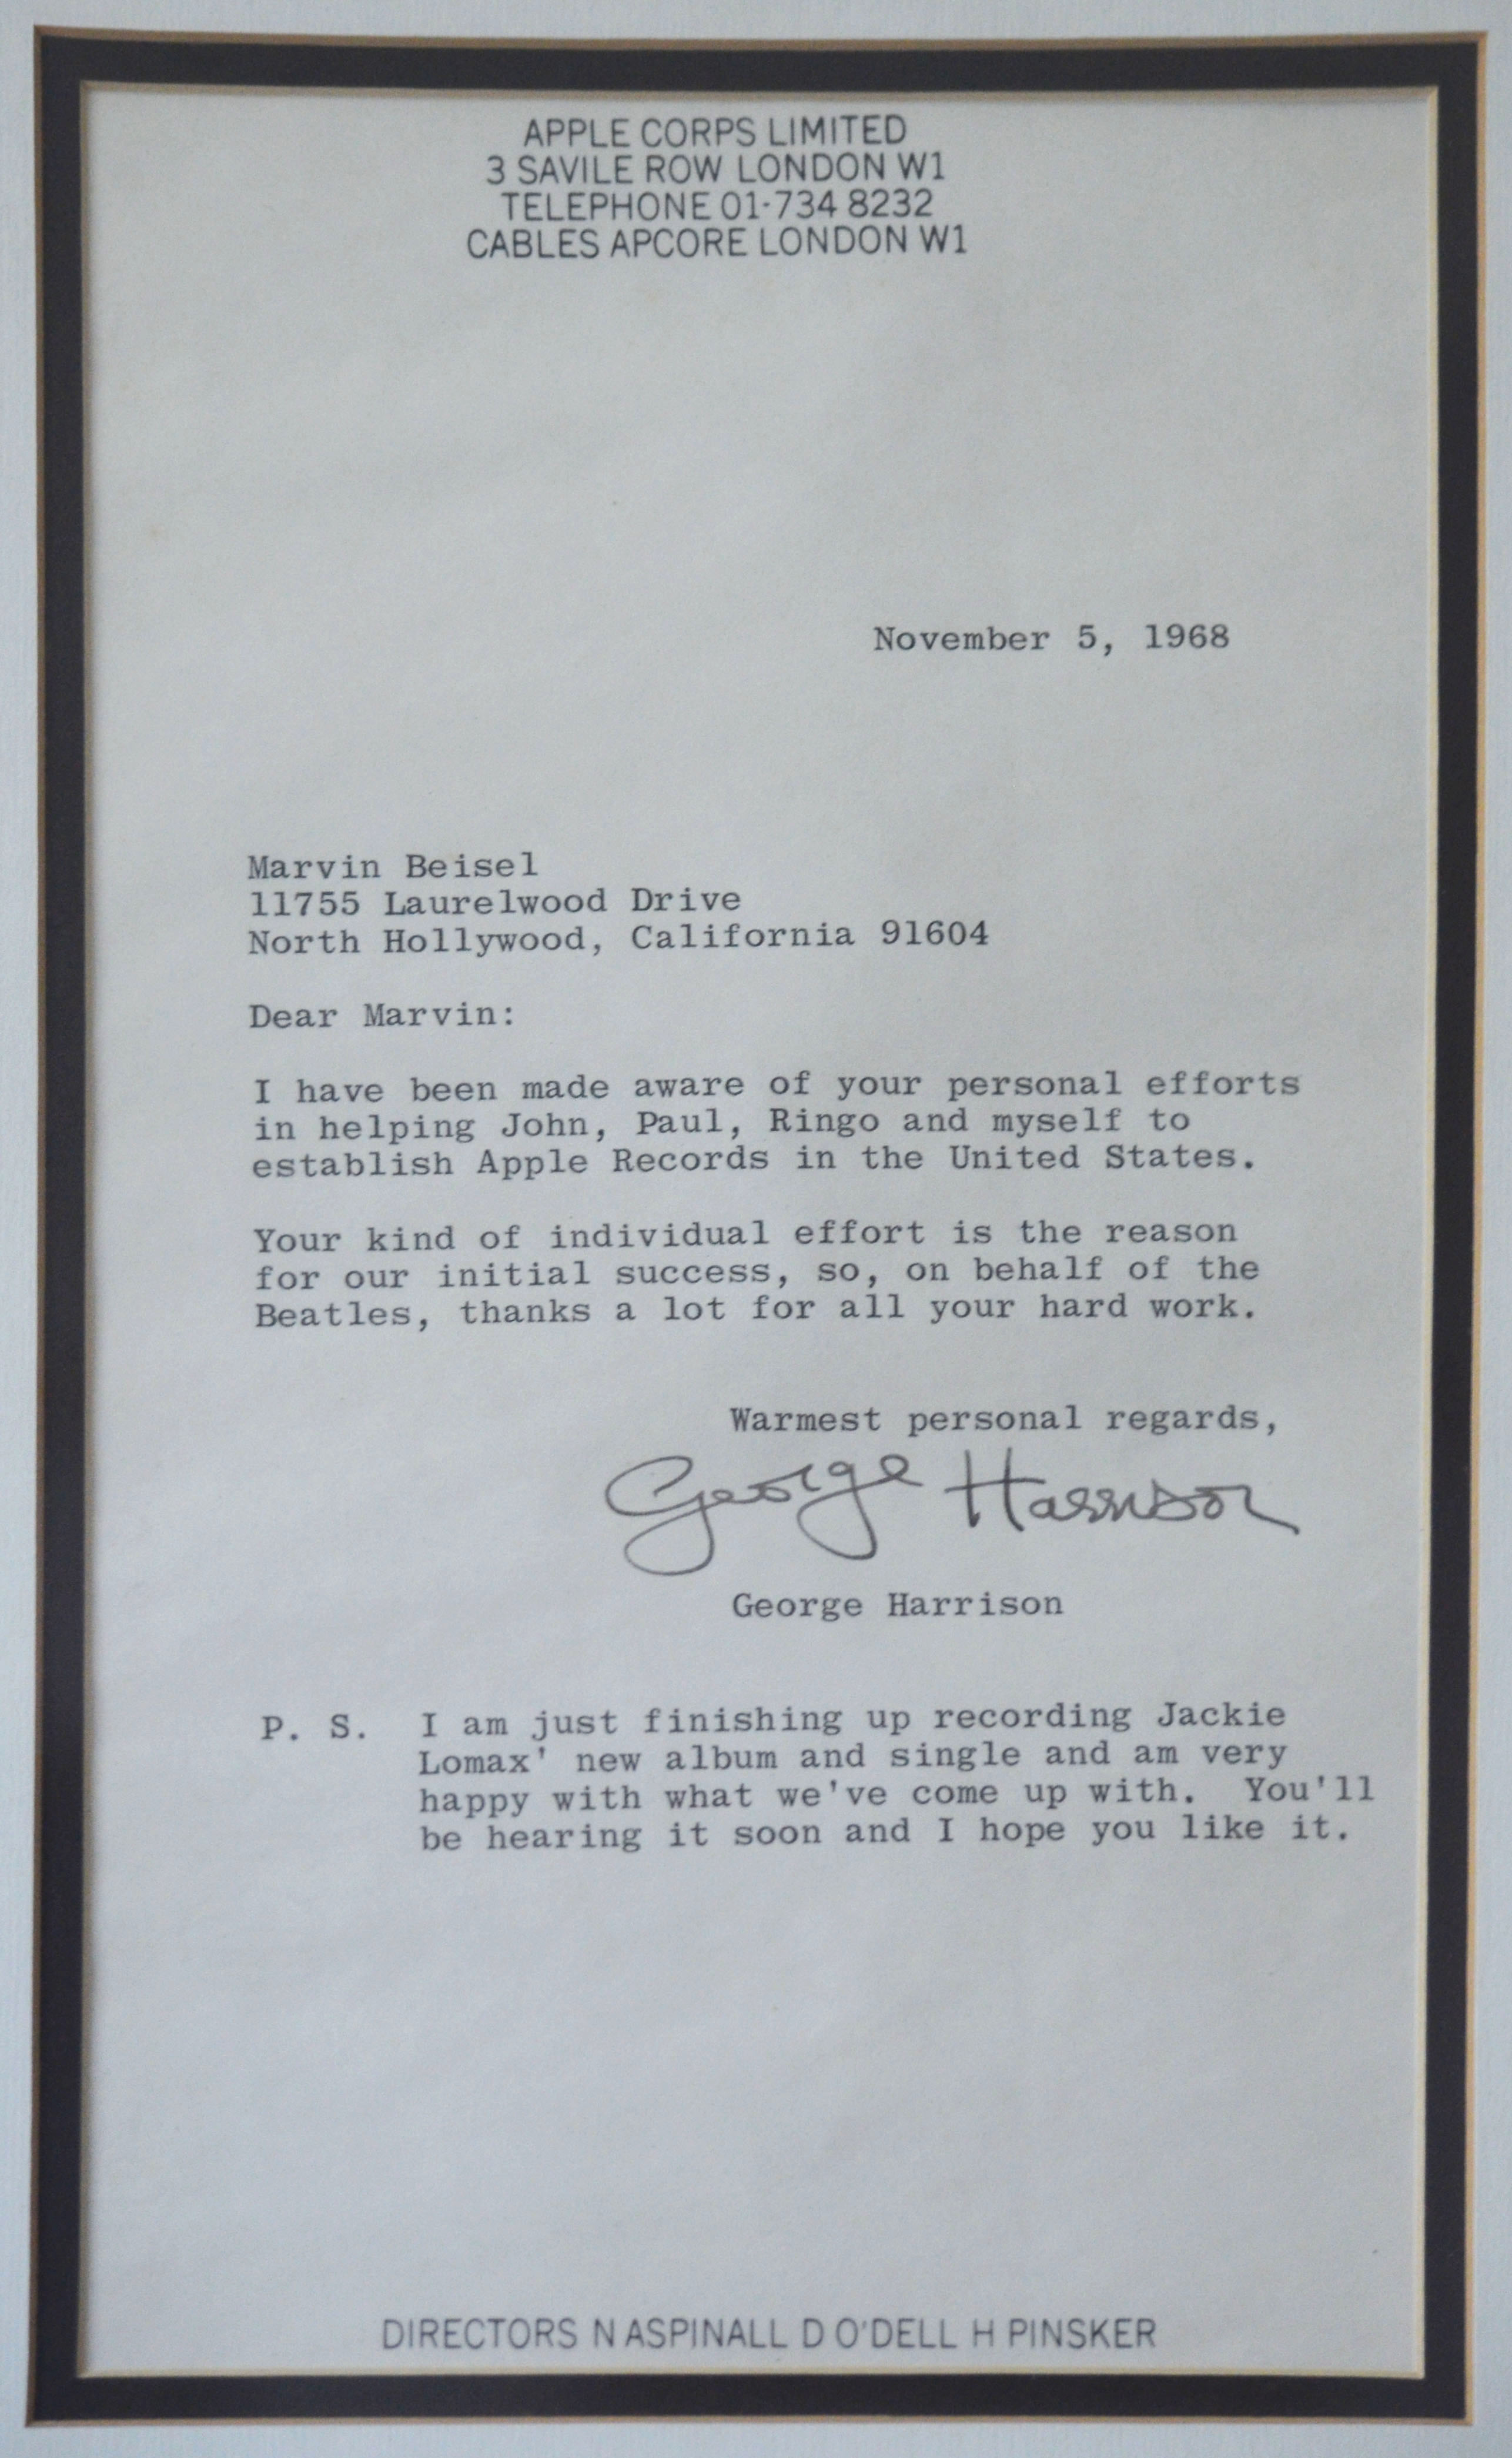 APPLE CORPS LIMITED
3 SAVILE ROW LONDON W1
TELEPHONE 01·734 8232
CABLES APCORE LONDON W1
November 5, 1968
Marvin Beisel
11755 Laurelwood Drive
North Hollywood, California 91604
Dear Marvin:
I have been made aware of your personal efforts
in helping John, Paul, Ringo and myself to
establish Apple Records in the United States.
Your kind of individual effort is the reason
for our initial success, so, on behalf of the
Beatles, thanks a lot for all your hard work.
Warmest personal regards,
George Harrison
George Harrison
P. S. I am just finishing up recording Jackie
Lomax' new album and single and am very
happy with what we've come up with. You'll
be hearing it soon and I hope you like it.
DIRECTORS N ASPINALL D O'DELL H PINSKER